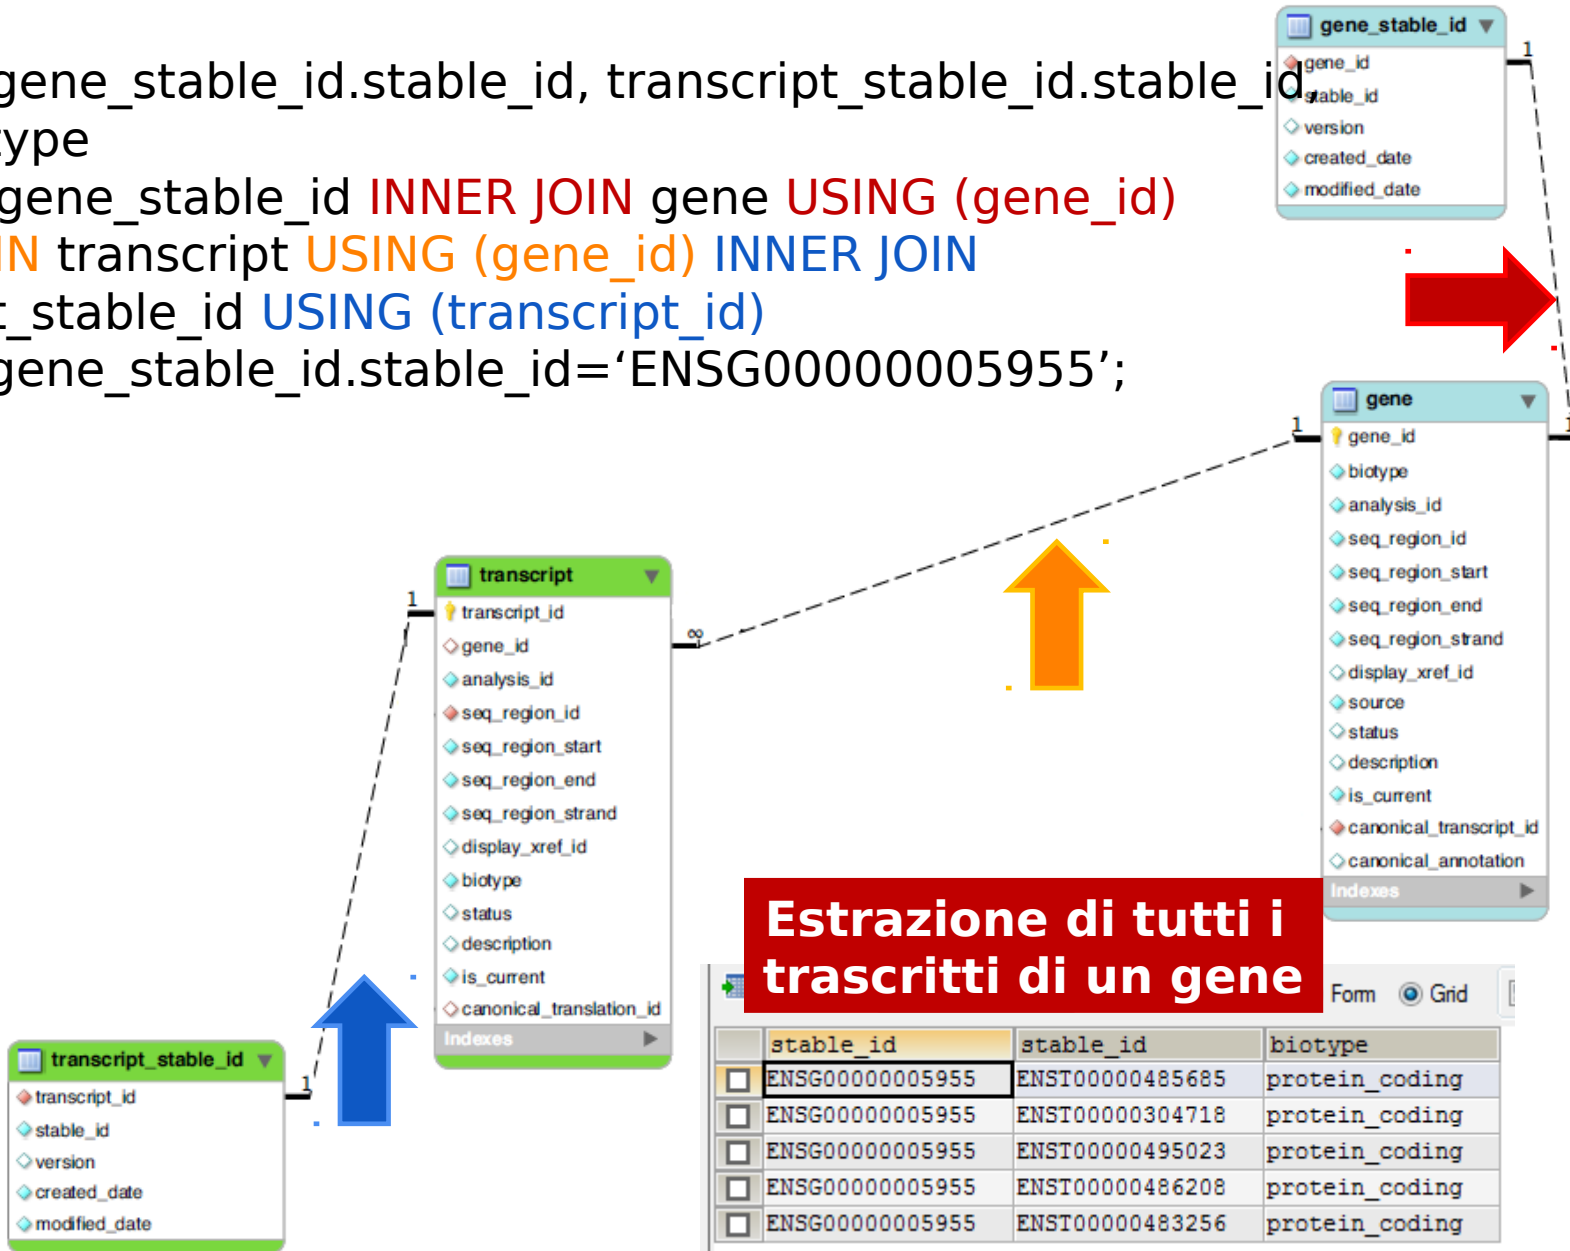 gene_stable_id.stable_id, transcript_stable_id.stable_id,
type
gene_stable_id INNER JOIN gene USING (gene_id)
IN transcript USING (gene_id) INNER JOIN
t_stable_id USING (transcript_id)
gene_stable_id.stable_id=‘ENSG00000005955’;
gene_stable_id
gene_id
stable_id
version
created_date
modified_date
1
gene
gene_id
biotype
analysis_id
seq_region_id
seq_region_start
seq_region_end
seq_region_strand
display_xref_id
source
status
description
is_current
canonical_transcript_id
canonical_annotation
Indexes
1
1
transcript
transcript_id
gene_id
analysis_id
seq_region_id
seq_region_start
seq_region_end
seq_region_strand
display_xref_id
biotype
status
description
is_current
canonical_translation_id
Indexes
1
∞
transcript_stable_id
transcript_id
stable_id
version
created_date
modified_date
1
Estrazione di tutti i
trascritti di un gene
Form Grid
stable_id stable_id biotype
ENSG00000005955 ENST00000485685 protein_coding
ENSG00000005955 ENST00000304718 protein_coding
ENSG00000005955 ENST00000495023 protein_coding
ENSG00000005955 ENST00000486208 protein_coding
ENSG00000005955 ENST00000483256 protein_coding